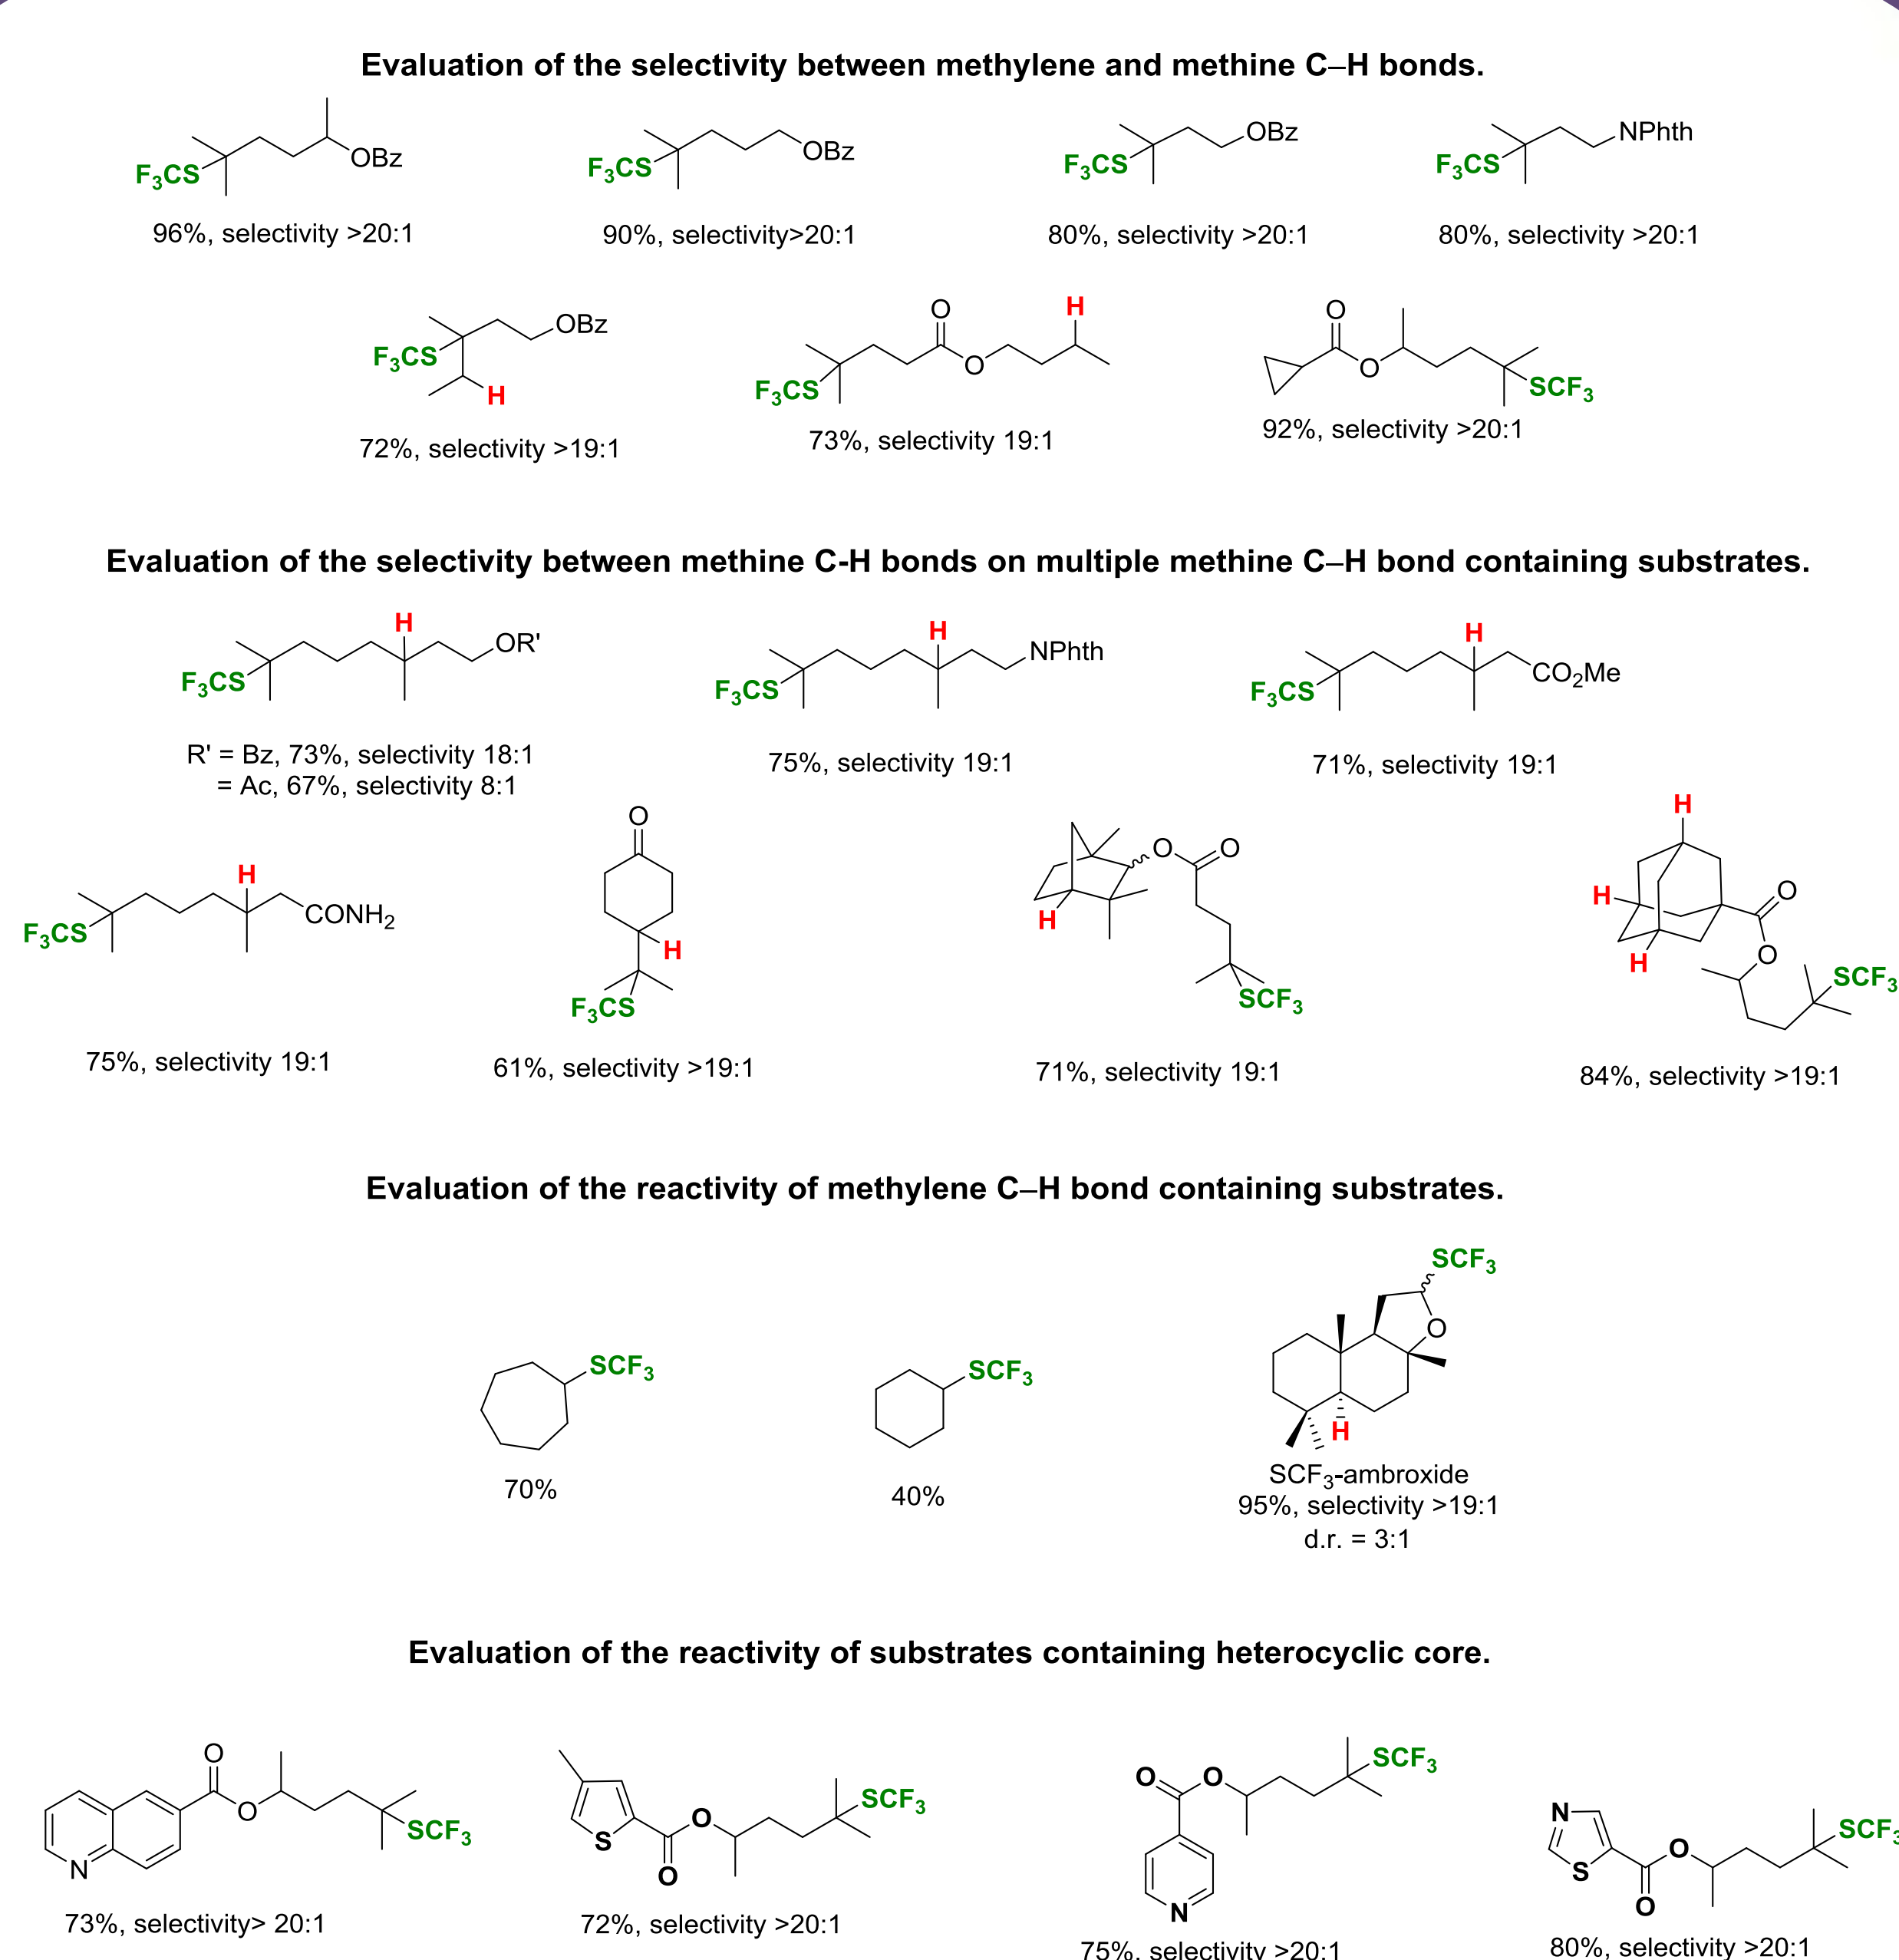 Evaluation of the selectivity between methylene and methine C–H bonds.
F3CS
OBz
96%, selectivity >20:1
F3CS
OBz
90%, selectivity>20:1
F3CS
OBz
80%, selectivity >20:1
F3CS
NPhth
80%, selectivity >20:1
F3CS
OBz
H
72%, selectivity >19:1
F3CS
O
O
H
73%, selectivity 19:1
O
O
SCF3
92%, selectivity >20:1
Evaluation of the selectivity between methine C-H bonds on multiple methine C–H bond containing substrates.
H
OR'
F3CS
R' = Bz, 73%, selectivity 18:1
= Ac, 67%, selectivity 8:1
H
NPhth
F3CS
75%, selectivity 19:1
H
CO2Me
F3CS
71%, selectivity 19:1
H
CONH2
F3CS
75%, selectivity 19:1
O
H
F3CS
61%, selectivity >19:1
O
O
H
SCF3
71%, selectivity 19:1
H
H
H
O
O
SCF3
84%, selectivity >19:1
Evaluation of the reactivity of methylene C–H bond containing substrates.
SCF3
70%
SCF3
40%
SCF3
O
H
SCF3-ambroxide
95%, selectivity >19:1
d.r. = 3:1
Evaluation of the reactivity of substrates containing heterocyclic core.
O
O
N
SCF3
73%, selectivity> 20:1
S
O
O
SCF3
72%, selectivity >20:1
O
O
N
SCF3
75%, selectivity >20:1
N
S
O
O
SCF3
80%, selectivity >20:1